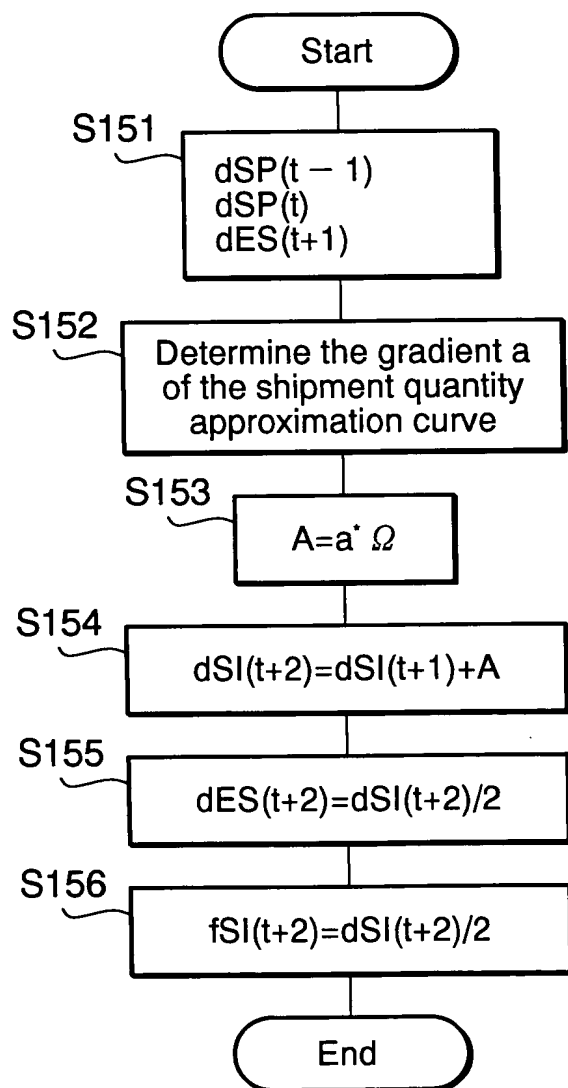 Start
S151
dSP(t − 1)
dSP(t)
dES(t+1)
S152
Determine the gradient a
of the shipment quantity
approximation curve
S153
A=a* Ω
S154
dSI(t+2)=dSI(t+1)+A
S155
dES(t+2)=dSI(t+2)/2
S156
fSI(t+2)=dSI(t+2)/2
End